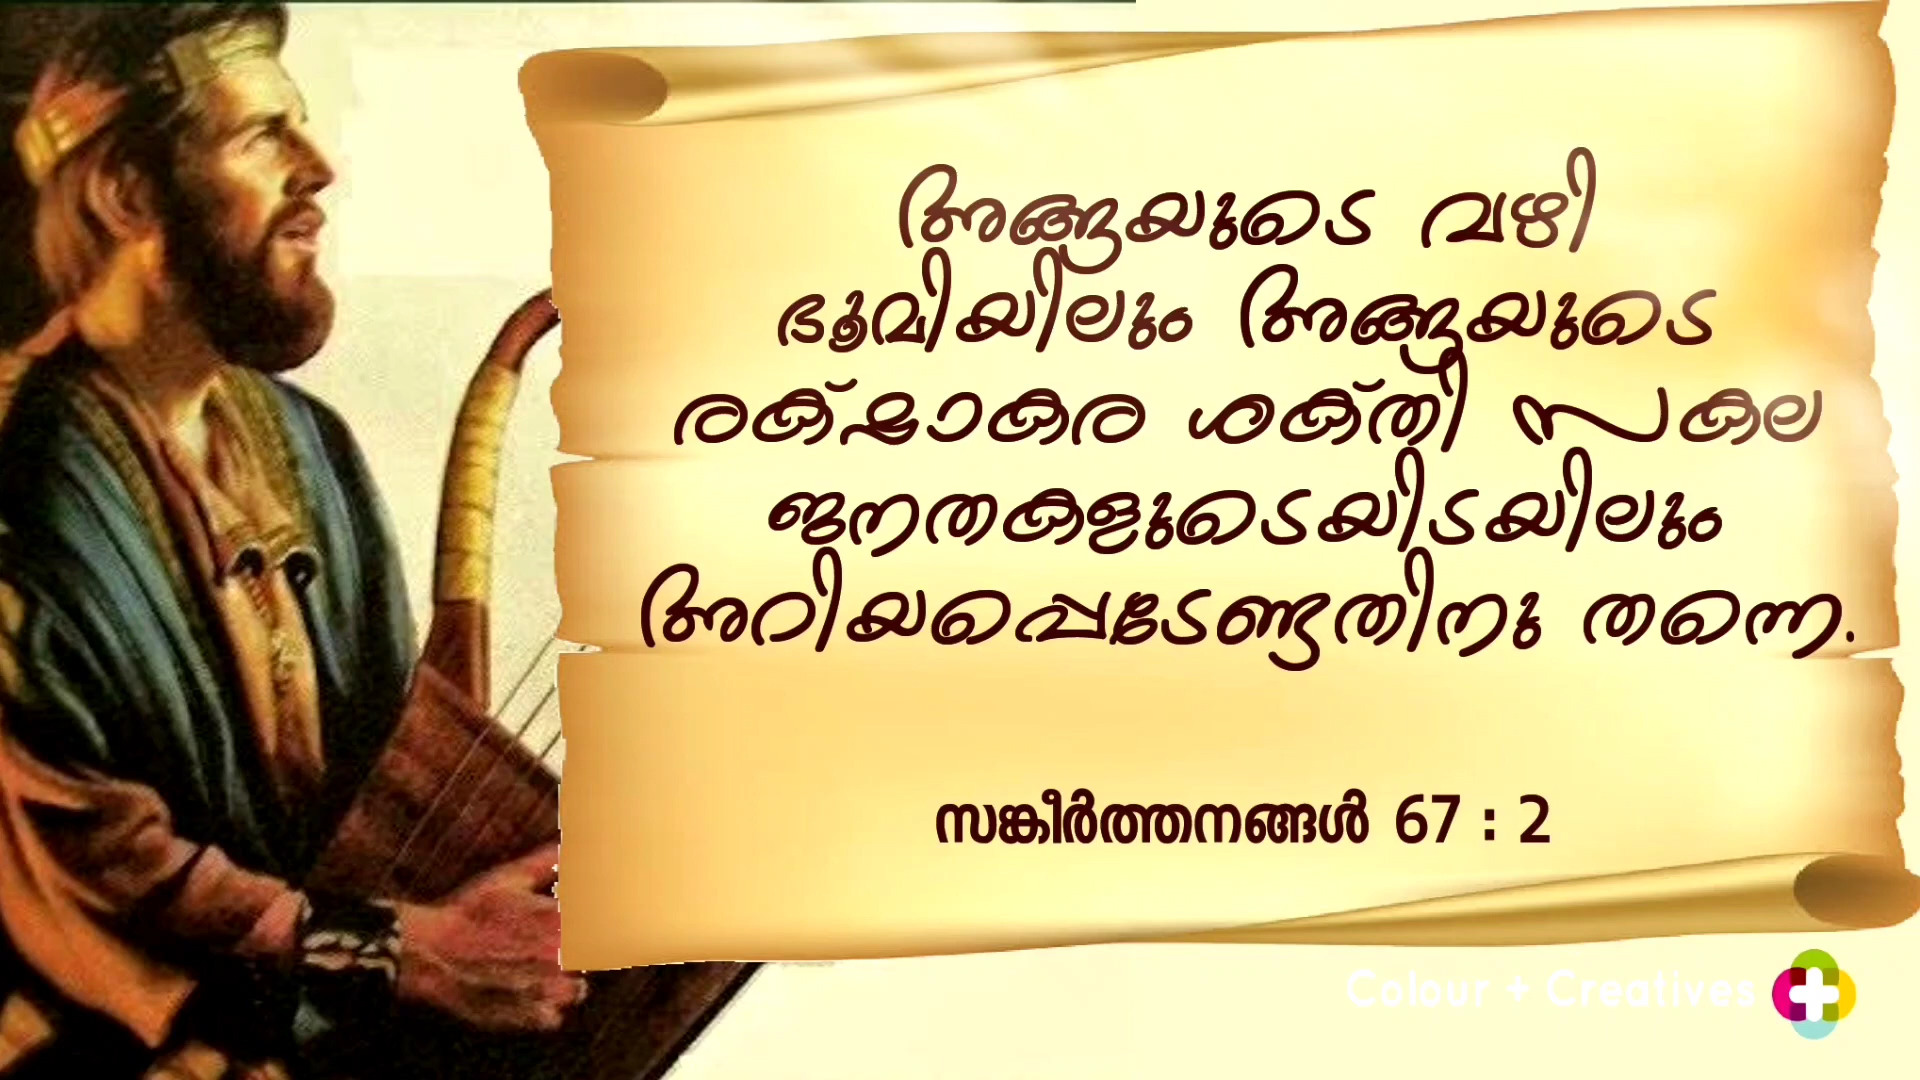 അങ്ങയുടെ വഴി
ഭൂമിയിലും അങ്ങയുടെ
രക്ഷാകര ശക്തി സകല
ജനതകളുടെയിടയിലും
അറിയപ്പെടേണ്ടതിനു തന്നെ.
സങ്കീർത്തനങ്ങൾ 67 : 2
Colour + Creatives